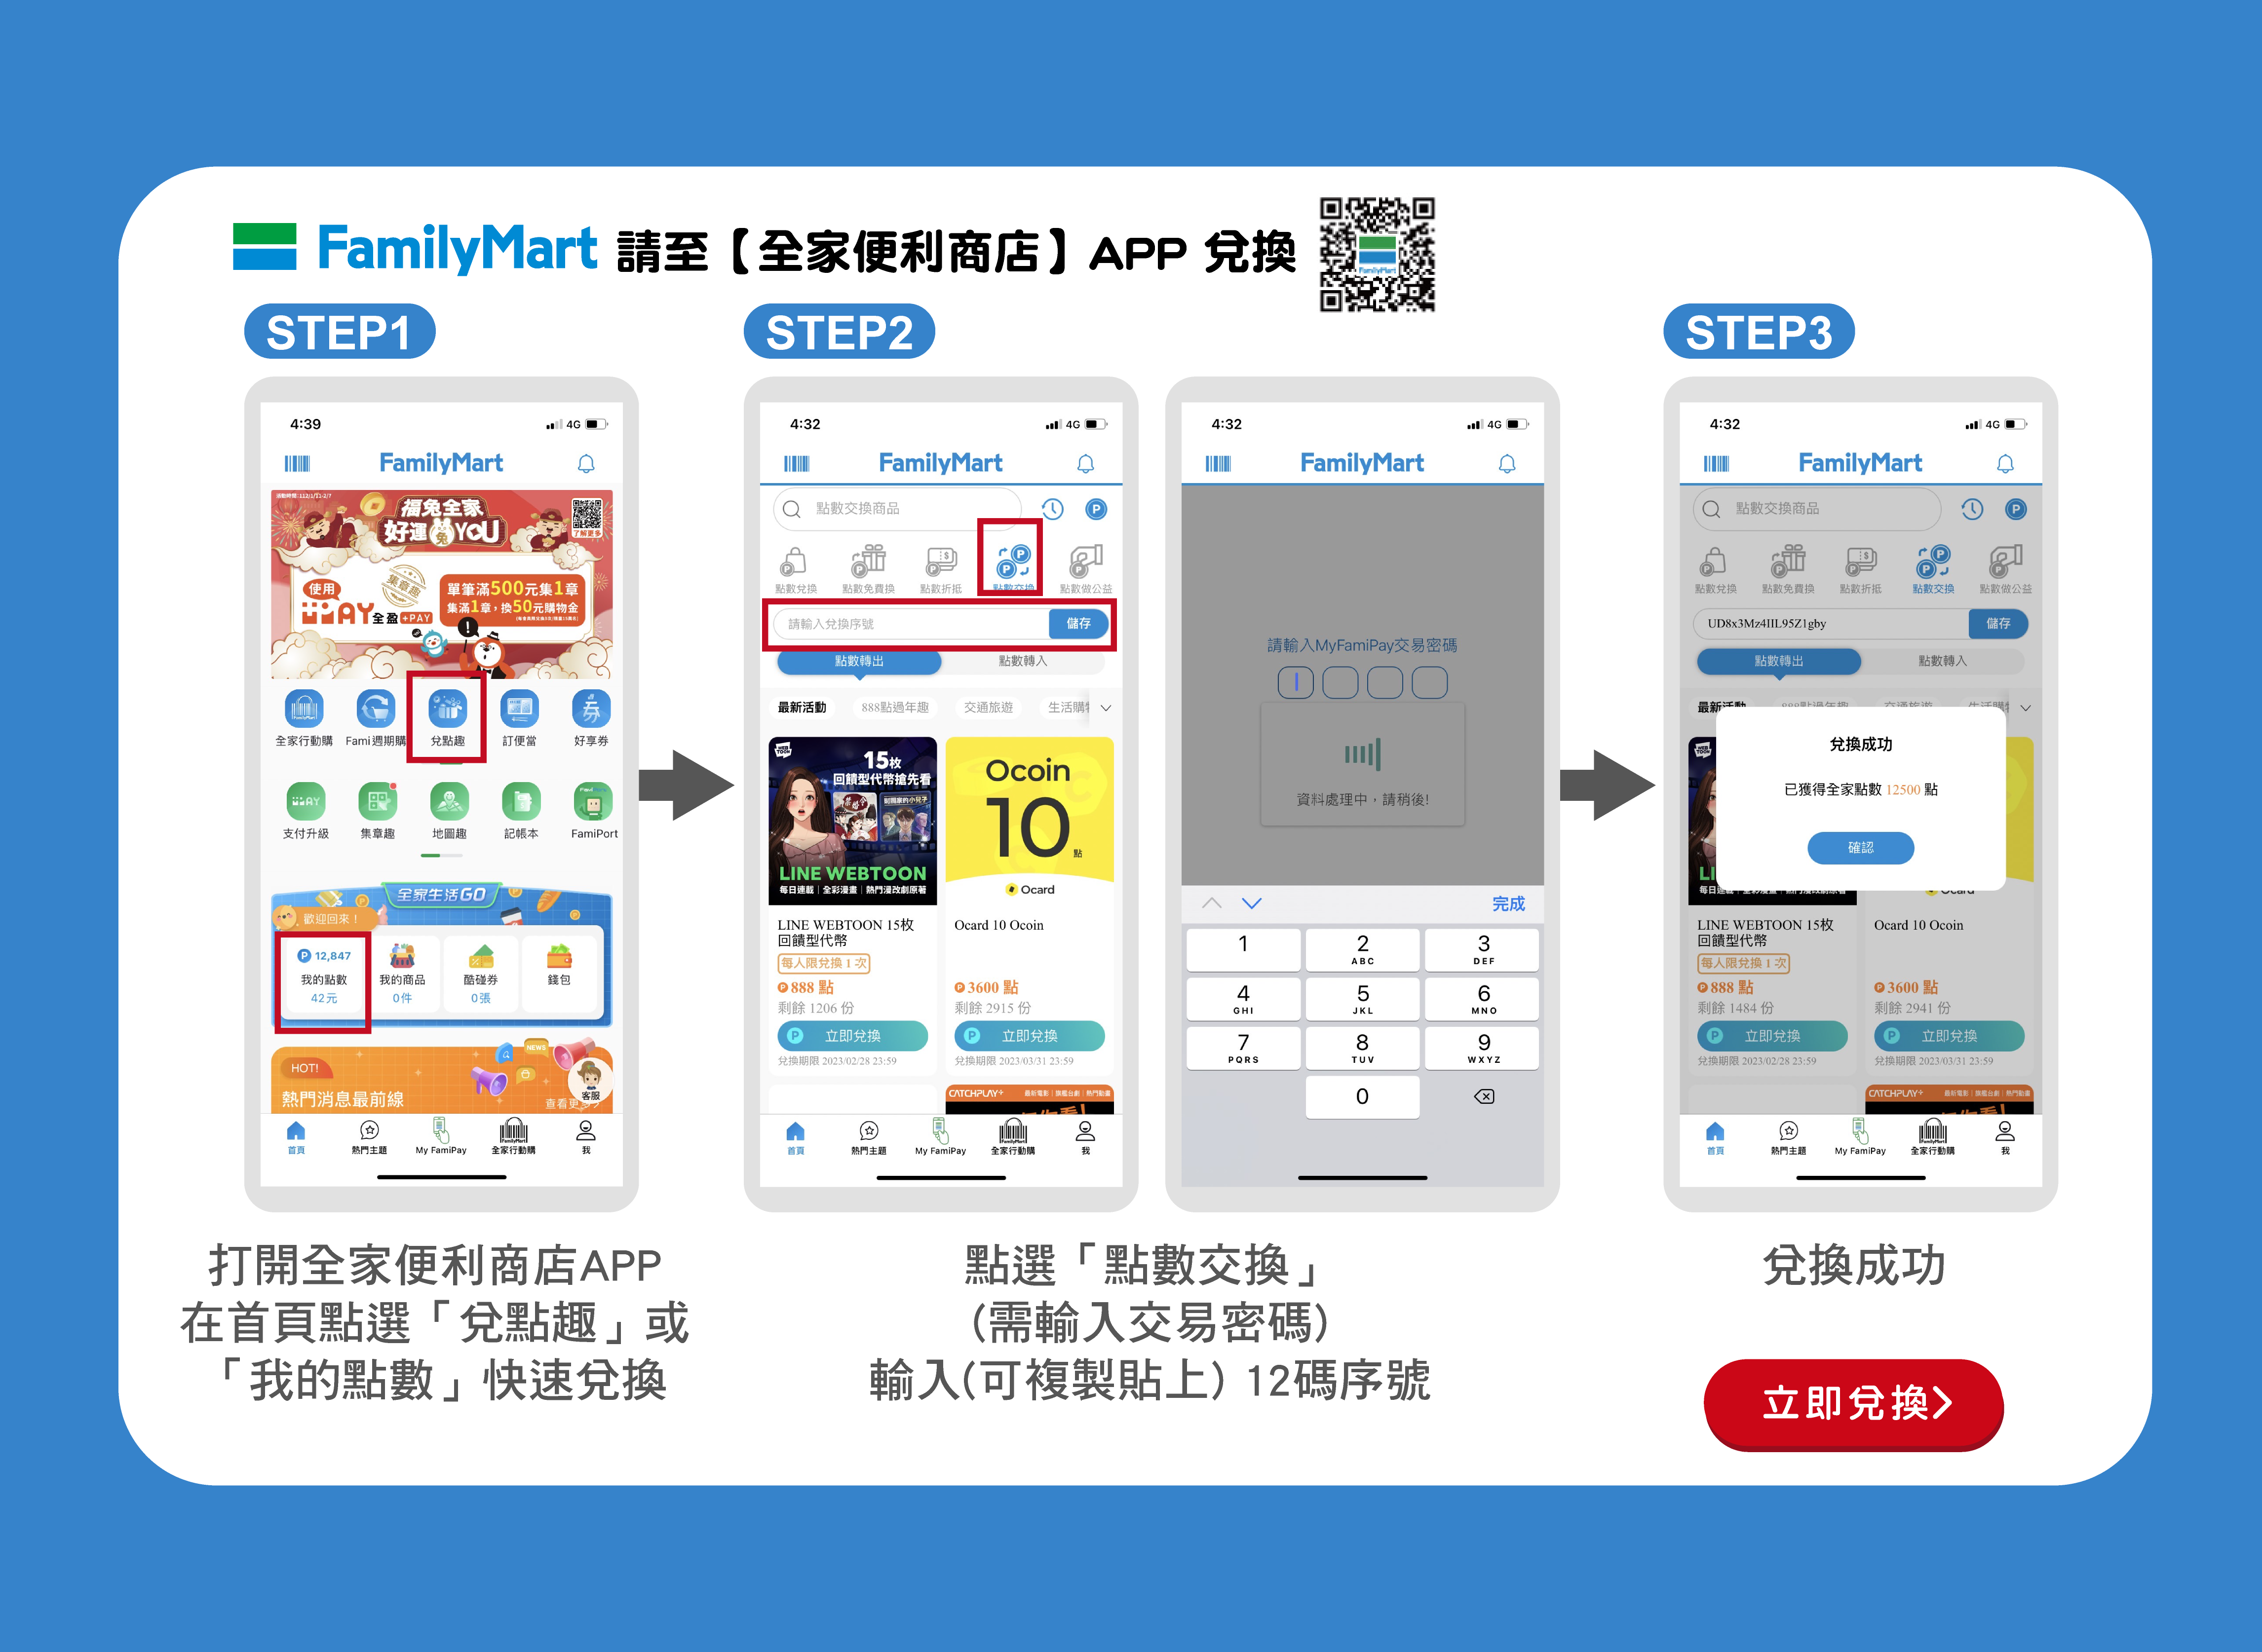 FamilyMart 請至【全家便利商店】APP 兌換
STEP1
4:39
4G
FamilyMart
活動時間:112/1/11-2/7
福兔全家
好運兔YOU
了解更多
使用
全盈+PAY
集章趣
單筆滿500元集1章
集滿1章,換50元購物金
全家行動購
Fami週期購
兌點趣
訂便當
好享券
支付升級
集章趣
地圖趣
記帳本
FamiPort
全家生活GO
歡迎回來!
P 12,847
我的點數
42元
我的商品
0件
酷碰券
0張
錢包
HOT!
NEWS
熱門消息最前線
客服
首頁
熱門主題
My FamiPay
全家行動購
我
打開全家便利商店APP
在首頁點選「兌點趣」或
「我的點數」快速兌換
STEP2
4:32
4G
FamilyMart
點數交換商品
點數兌換
點數免費換
點數折抵
點數交換
點數做公益
請輸入兌換序號
儲存
點數轉出
點數轉入
最新活動
888點過年趣
交通旅遊
生活購物
15枚
回饋型代幣搶先看
LINE WEBTOON
每日連載|全彩漫畫|熱門漫改劇原著
LINE WEBTOON 15枚
回饋型代幣
每人限兌換 1 次
P 888 點
剩餘 1206 份
P 立即兌換
兌換期限 2023/02/28 23:59
Ocoin
10
點
Ocard
Ocard 10 Ocoin
P 3600 點
剩餘 2915 份
P 立即兌換
兌換期限 2023/03/31 23:59
CATCHPLAY+
首頁
熱門主題
My FamiPay
全家行動購
我
4:32
4G
FamilyMart
請輸入MyFamiPay交易密碼
資料處理中,請稍後!
完成
1
2
ABC
3
DEF
4
GHI
5
JKL
6
MNO
7
PQRS
8
TUV
9
WXYZ
0
點選「點數交換」
(需輸入交易密碼)
輸入(可複製貼上) 12碼序號
STEP3
4:32
4G
FamilyMart
點數交換商品
點數兌換
點數免費換
點數折抵
點數交換
點數做公益
UD8x3Mz4IIL95Z1gby
儲存
點數轉出
點數轉入
兌換成功
已獲得全家點數 12500 點
確認
LINE WEBTOON 15枚
回饋型代幣
每人限兌換 1 次
P 888 點
剩餘 1484 份
P 立即兌換
兌換期限 2023/02/28 23:59
Ocard 10 Ocoin
P 3600 點
剩餘 2941 份
P 立即兌換
兌換期限 2023/03/31 23:59
CATCHPLAY+
首頁
熱門主題
My FamiPay
全家行動購
我
兌換成功
立即兌換>